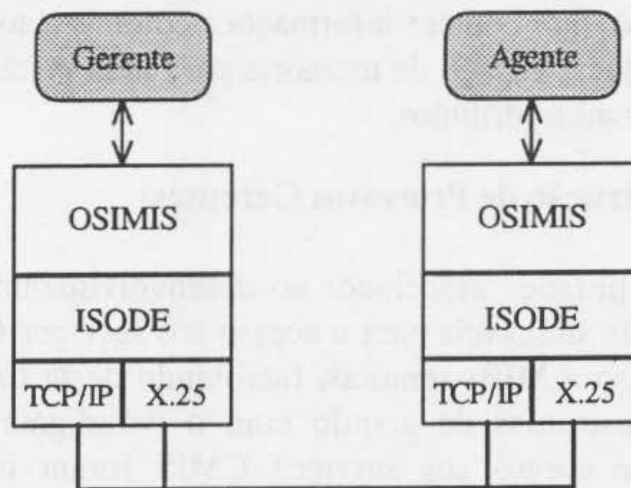 Gerente Agente
OSIMIS OSIMIS
ISODE ISODE
TCP/IP X.25 TCP/IP X.25